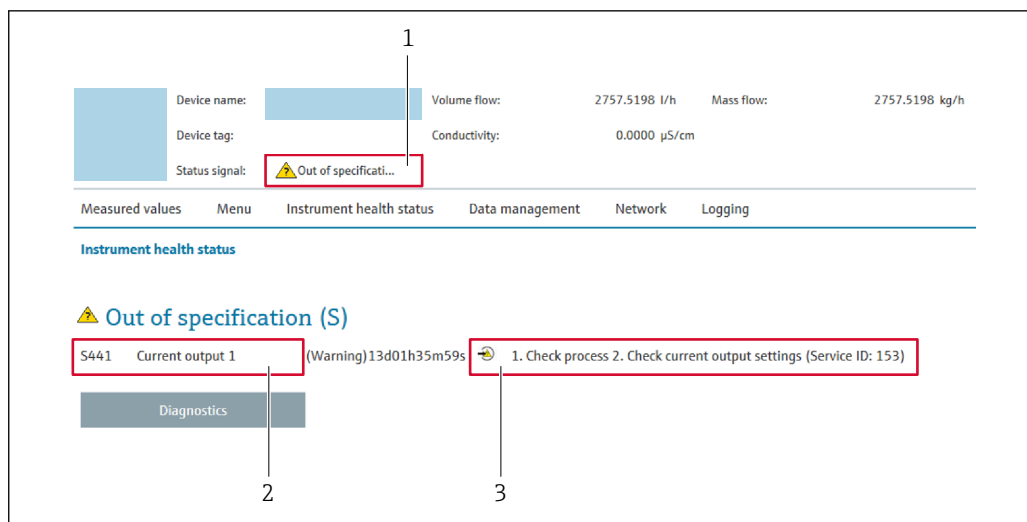 1
Device name: Volume flow: 2757.5198 l/h Mass flow: 2757.5198 kg/h
Device tag: Conductivity: 0.0000 µS/cm
Status signal: Out of specificati...
Measured values Menu Instrument health status Data management Network Logging
Instrument health status
Out of specification (S)
S441 Current output 1 (Warning)13d01h35m59s 1. Check process 2. Check current output settings (Service ID: 153)
Diagnostics
2 3